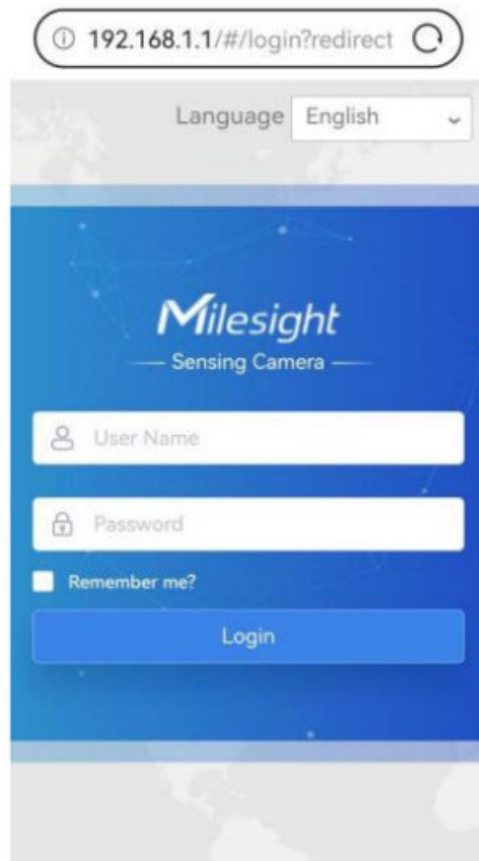 192.168.1.1/#/login?redirect
Language English
Milesight
Sensing Camera
User Name
Password
Remember me?
Login